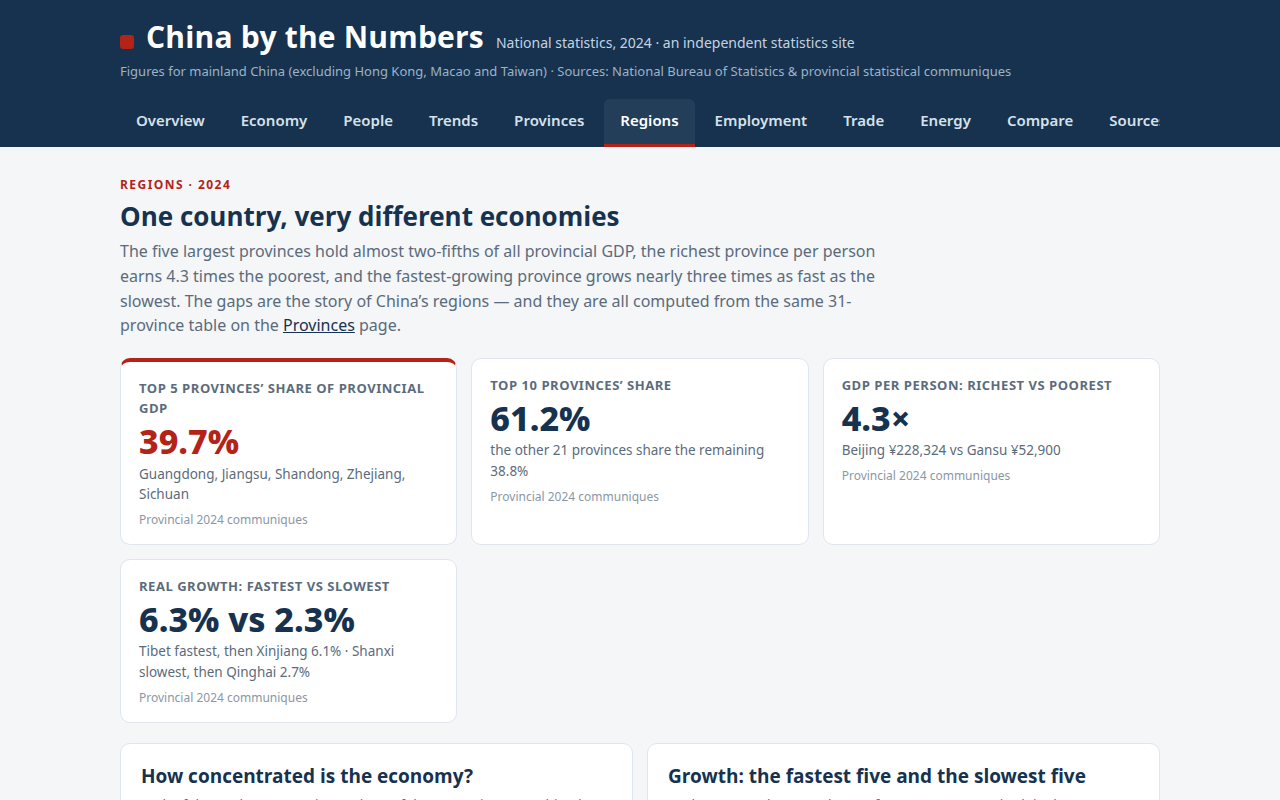 China by the Numbers National statistics, 2024 · an independent statistics site
Figures for mainland China (excluding Hong Kong, Macao and Taiwan) · Sources: National Bureau of Statistics & provincial statistical communiques
Overview Economy People Trends Provinces Regions Employment Trade Energy Compare Source
REGIONS · 2024
One country, very different economies
The five largest provinces hold almost two-fifths of all provincial GDP, the richest province per person
earns 4.3 times the poorest, and the fastest-growing province grows nearly three times as fast as the
slowest. The gaps are the story of China’s regions — and they are all computed from the same 31-
province table on the Provinces page.
TOP 5 PROVINCES’ SHARE OF PROVINCIAL
GDP
39.7%
Guangdong, Jiangsu, Shandong, Zhejiang,
Sichuan
Provincial 2024 communiques
TOP 10 PROVINCES’ SHARE
61.2%
the other 21 provinces share the remaining
38.8%
Provincial 2024 communiques
GDP PER PERSON: RICHEST VS POOREST
4.3×
Beijing ¥228,324 vs Gansu ¥52,900
Provincial 2024 communiques
REAL GROWTH: FASTEST VS SLOWEST
6.3% vs 2.3%
Tibet fastest, then Xinjiang 6.1% · Shanxi
slowest, then Qinghai 2.7%
Provincial 2024 communiques
How concentrated is the economy?
Growth: the fastest five and the slowest five